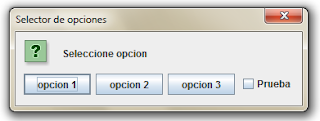 Selector de opciones
Seleccione opcion
opcion 1 opcion 2 opcion 3 Prueba